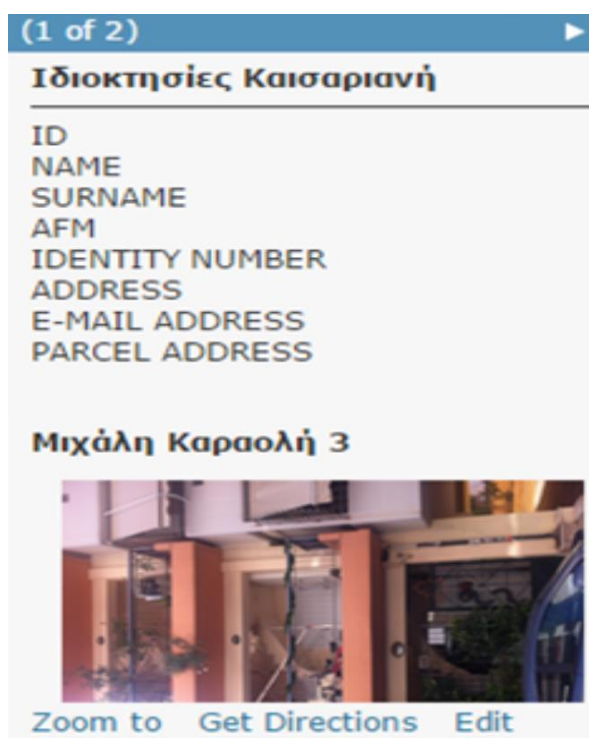 (1 of 2)
Ιδιοκτησίες Καισαριανή
ID
NAME
SURNAME
AFM
IDENTITY NUMBER
ADDRESS
E-MAIL ADDRESS
PARCEL ADDRESS
Μιχάλη Καραολή 3
Zoom to Get Directions Edit